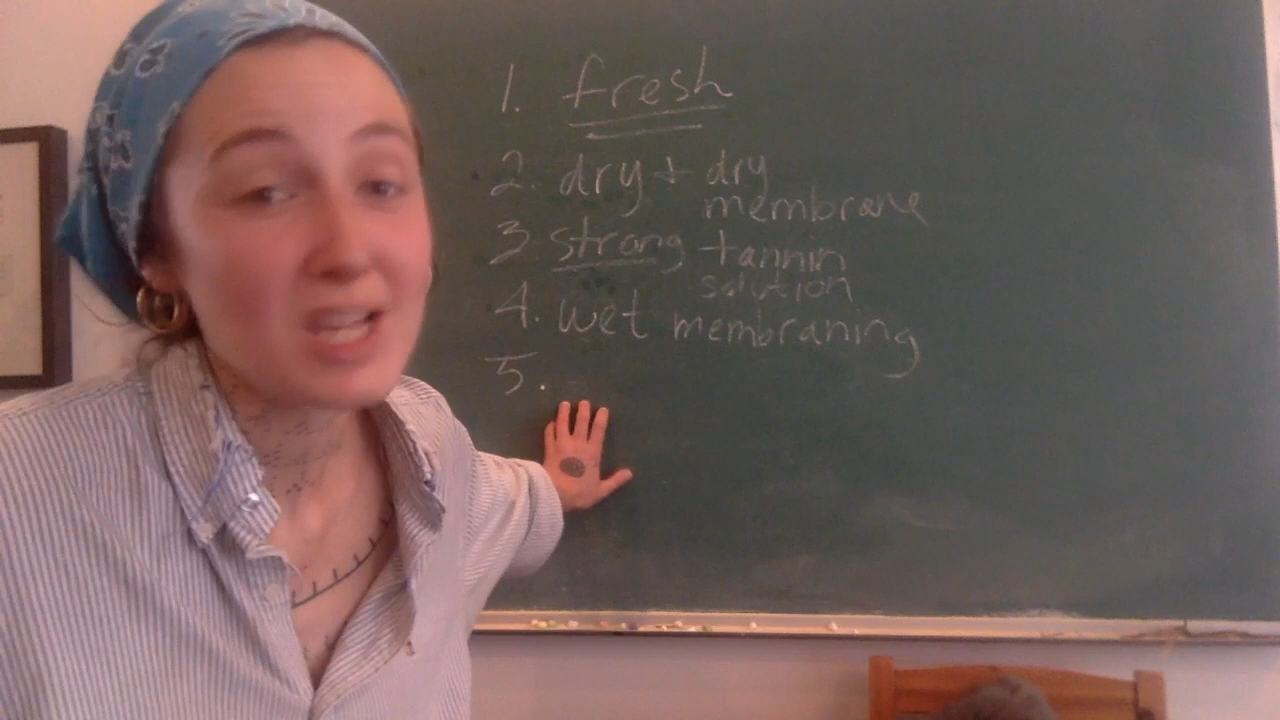 1. fresh
2. dry + dry
membrane
3. strong tannin
solution
4. wet membraning
5.